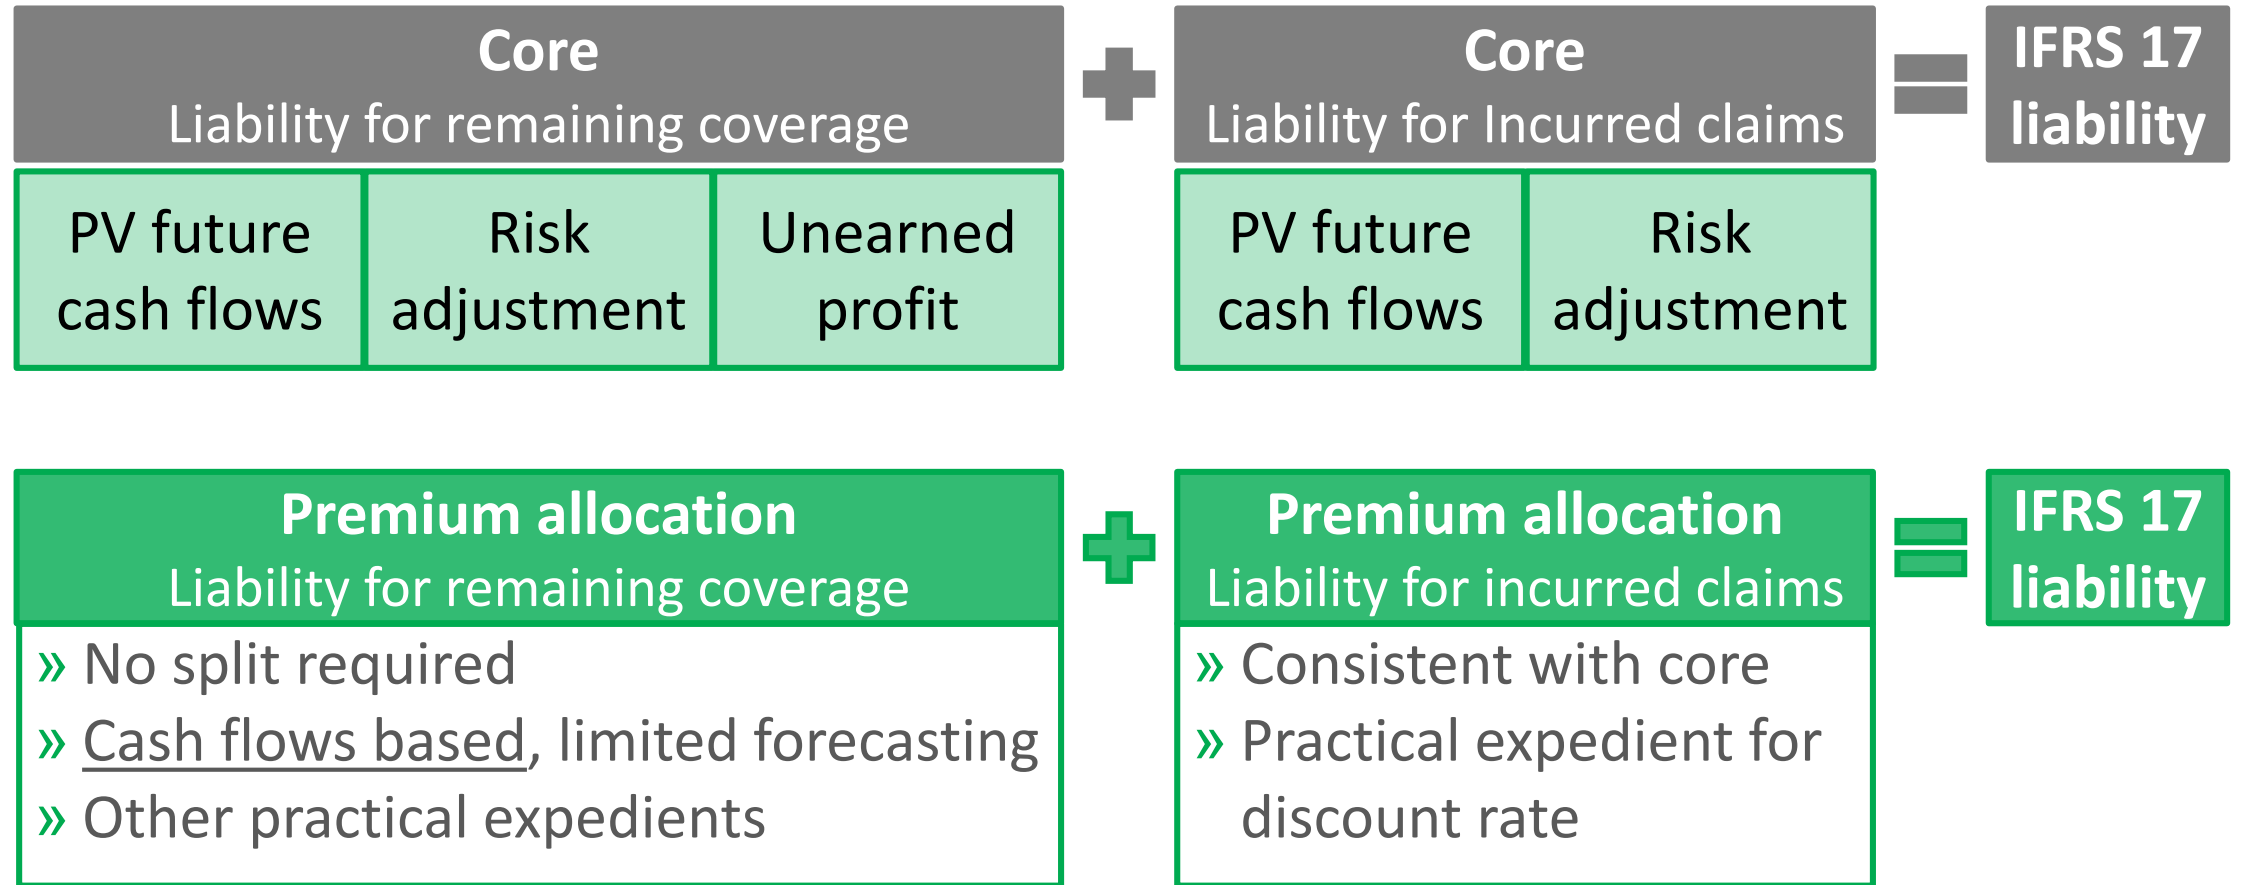 Core
Liability for remaining coverage
Core
Liability for Incurred claims
IFRS 17
liability
PV future
cash flows
Risk
adjustment
Unearned
profit
PV future
cash flows
Risk
adjustment
Premium allocation
Liability for remaining coverage
Premium allocation
Liability for incurred claims
IFRS 17
liability
» No split required
» Cash flows based, limited forecasting
» Other practical expedients
» Consistent with core
» Practical expedient for
discount rate